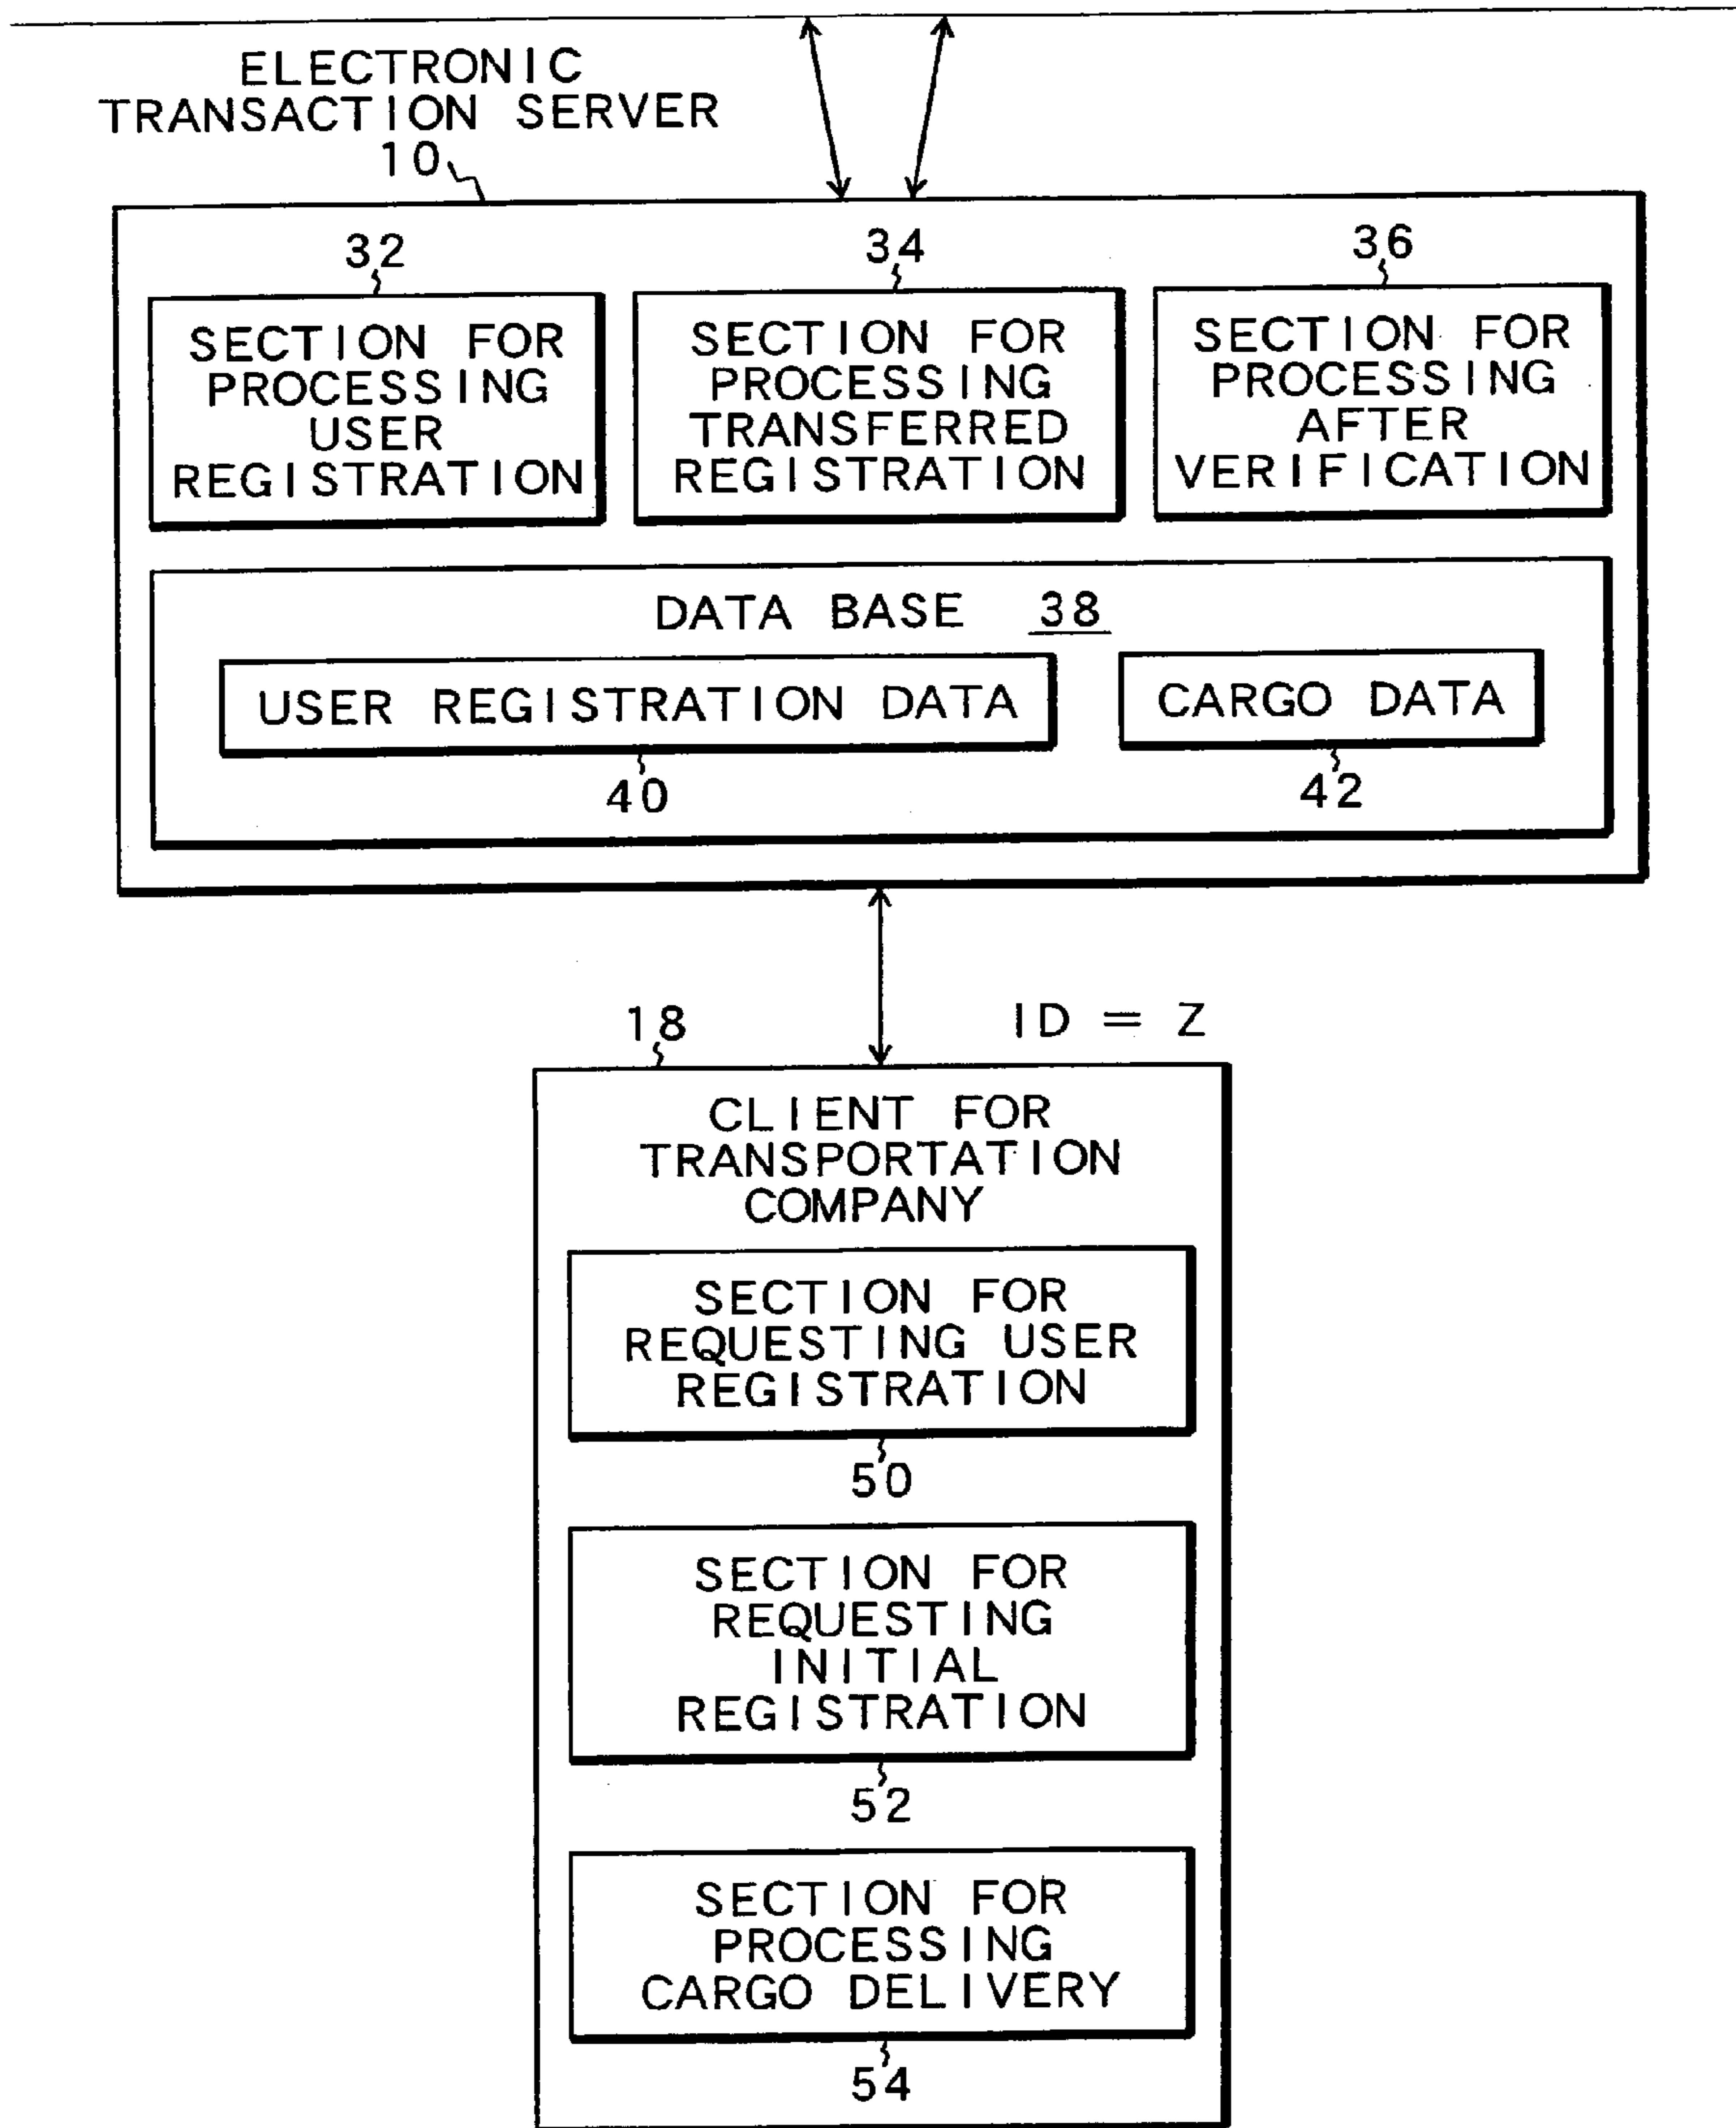 ELECTRONIC
TRANSACTION SERVER
10
32
34
36
SECTION FOR
PROCESSING
USER
REGISTRATION
SECTION FOR
PROCESSING
TRANSFERRED
REGISTRATION
SECTION FOR
PROCESSING
AFTER
VERIFICATION
DATA BASE 38
USER REGISTRATION DATA
CARGO DATA
40
42
18
ID = Z
CLIENT FOR
TRANSPORTATION
COMPANY
SECTION FOR
REQUESTING USER
REGISTRATION
50
SECTION FOR
REQUESTING
INITIAL
REGISTRATION
52
SECTION FOR
PROCESSING
CARGO DELIVERY
54